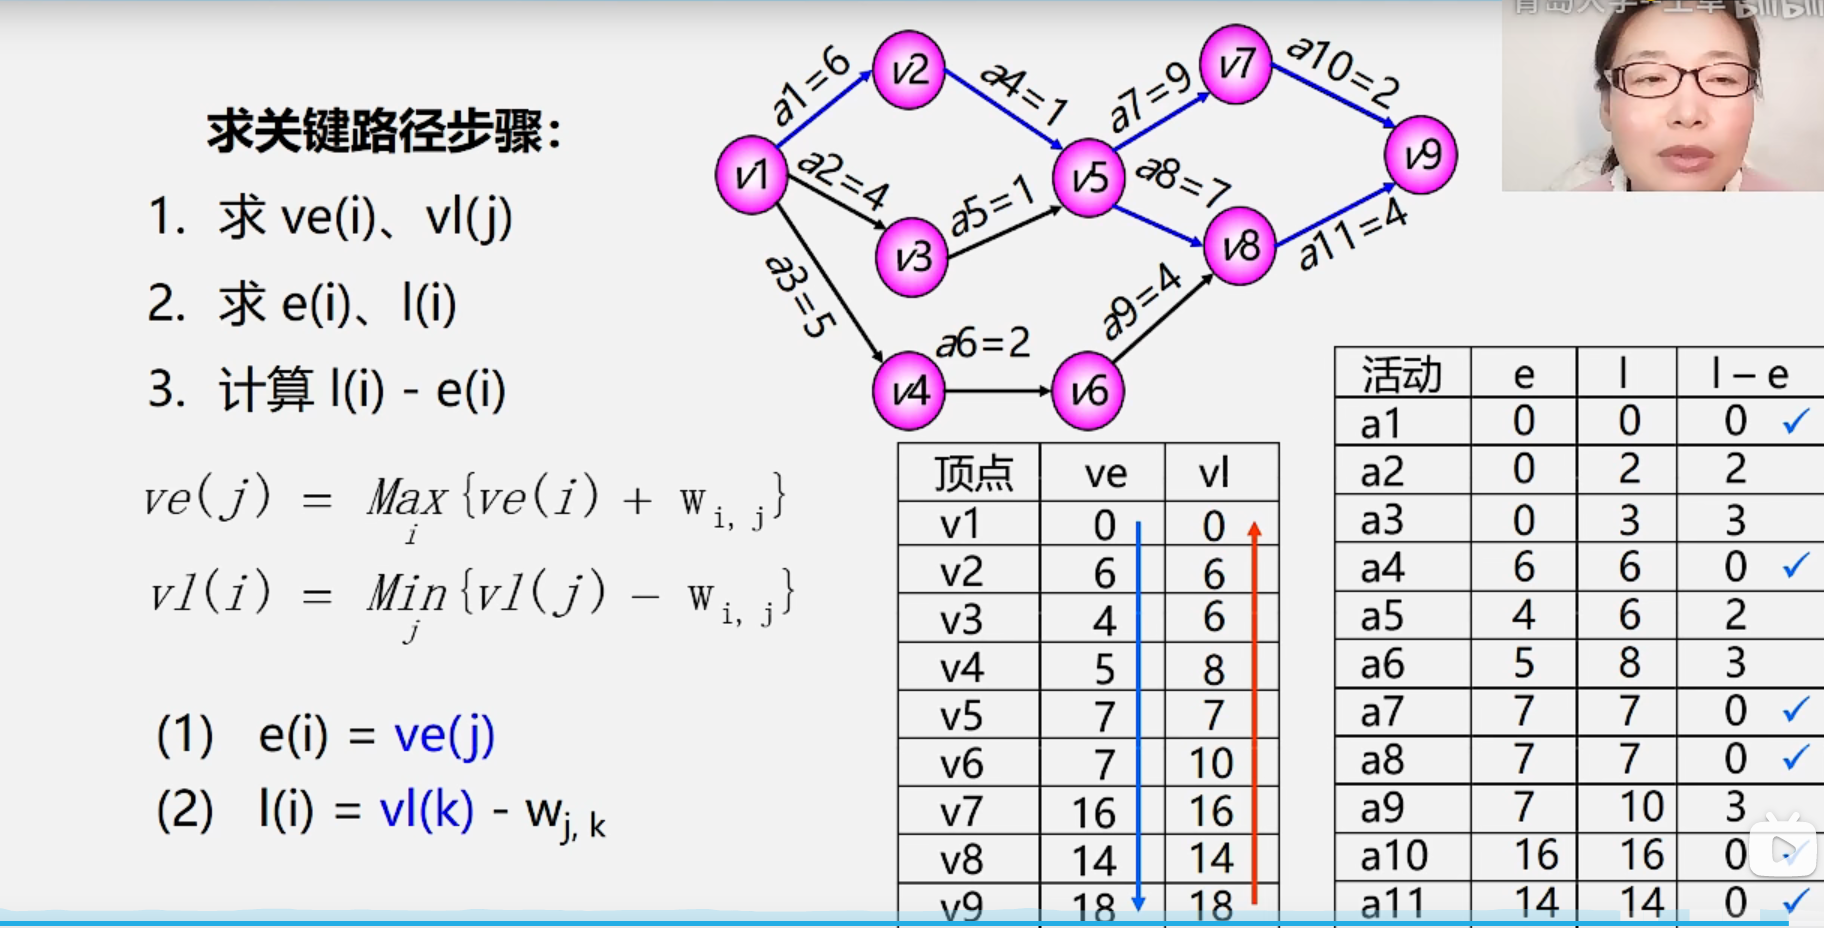 求关键路径步骤：
1. 求 ve(i)、vl(j)
2. 求 e(i)、l(i)
3. 计算 l(i) - e(i)
ve(j) = Max {ve(i) + w i, j}
i
vl(i) = Min {vl(j) − w i, j}
j
(1) e(i) = ve(j)
(2) l(i) = vl(k) - wj, k
v1
v2
v3
v4
v5
v6
v7
v8
v9
a1=6
a2=4
a3=5
a4=1
a5=1
a6=2
a7=9
a8=7
a9=4
a10=2
a11=4
顶点 ve vl
v1 0 0
v2 6 6
v3 4 6
v4 5 8
v5 7 7
v6 7 10
v7 16 16
v8 14 14
v9 18 18
活动 e l l – e
a1 0 0 0 ✓
a2 0 2 2
a3 0 3 3
a4 6 6 0 ✓
a5 4 6 2
a6 5 8 3
a7 7 7 0 ✓
a8 7 7 0 ✓
a9 7 10 3
a10 16 16 0 ✓
a11 14 14 0 ✓